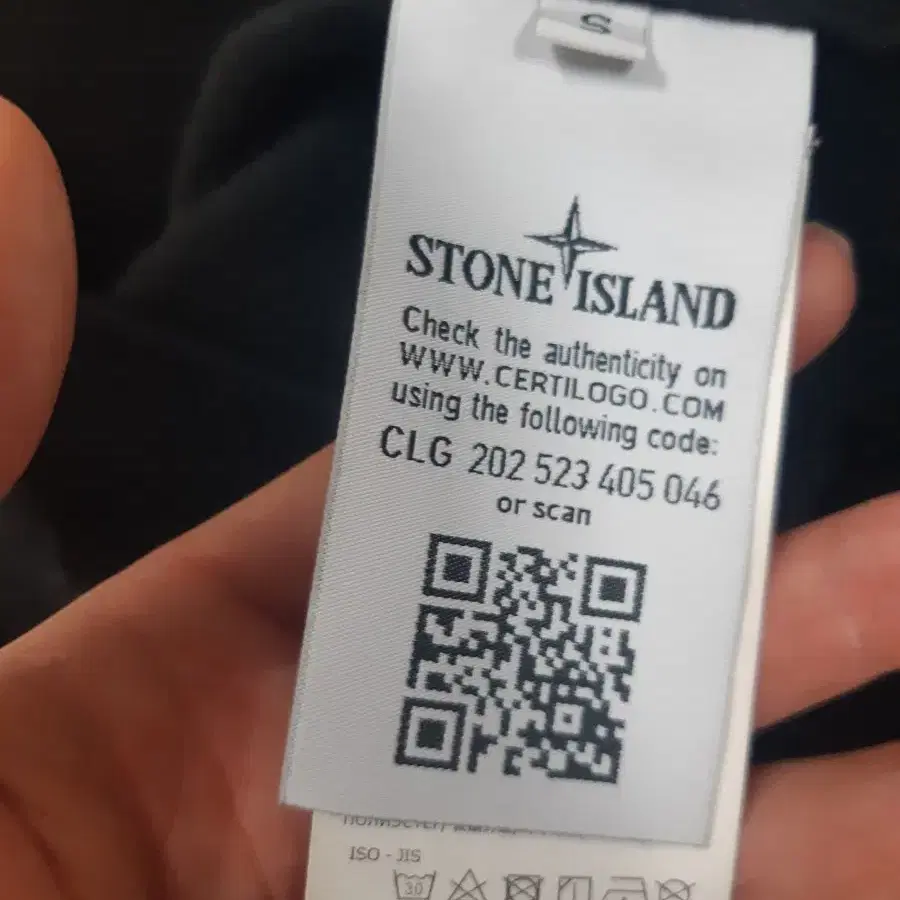 S
STONE ISLAND
Check the authenticity on
WWW.CERTILOGO.COM
using the following code:
CLG 202 523 405 046
or scan
ISO - JIS
30